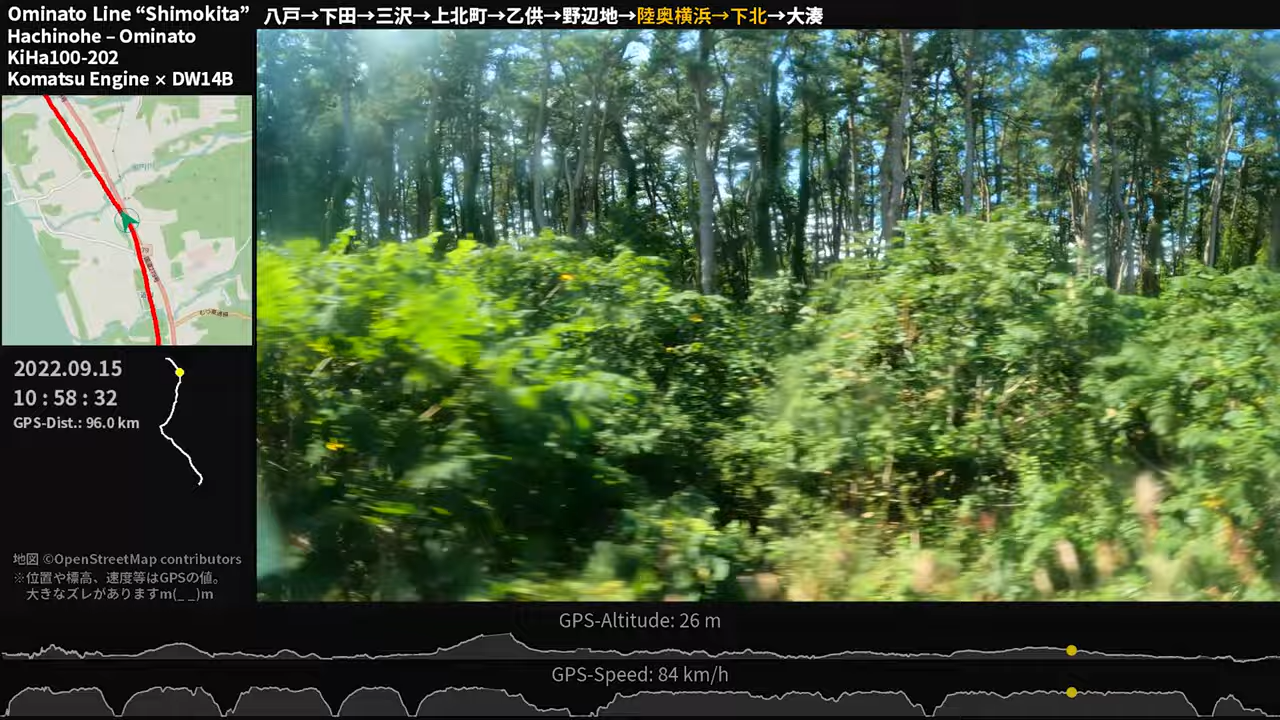 Ominato Line “Shimokita”
Hachinohe – Ominato
KiHa100-202
Komatsu Engine × DW14B
八戸→下田→三沢→上北町→乙供→野辺地→陸奥横浜→下北→大湊
2022.09.15
10 : 58 : 32
GPS-Dist.: 96.0 km
地図 ©OpenStreetMap contributors
※位置や標高、速度等はGPSの値。
大きなズレがありますm(_ _)m
GPS-Altitude: 26 m
GPS-Speed: 84 km/h